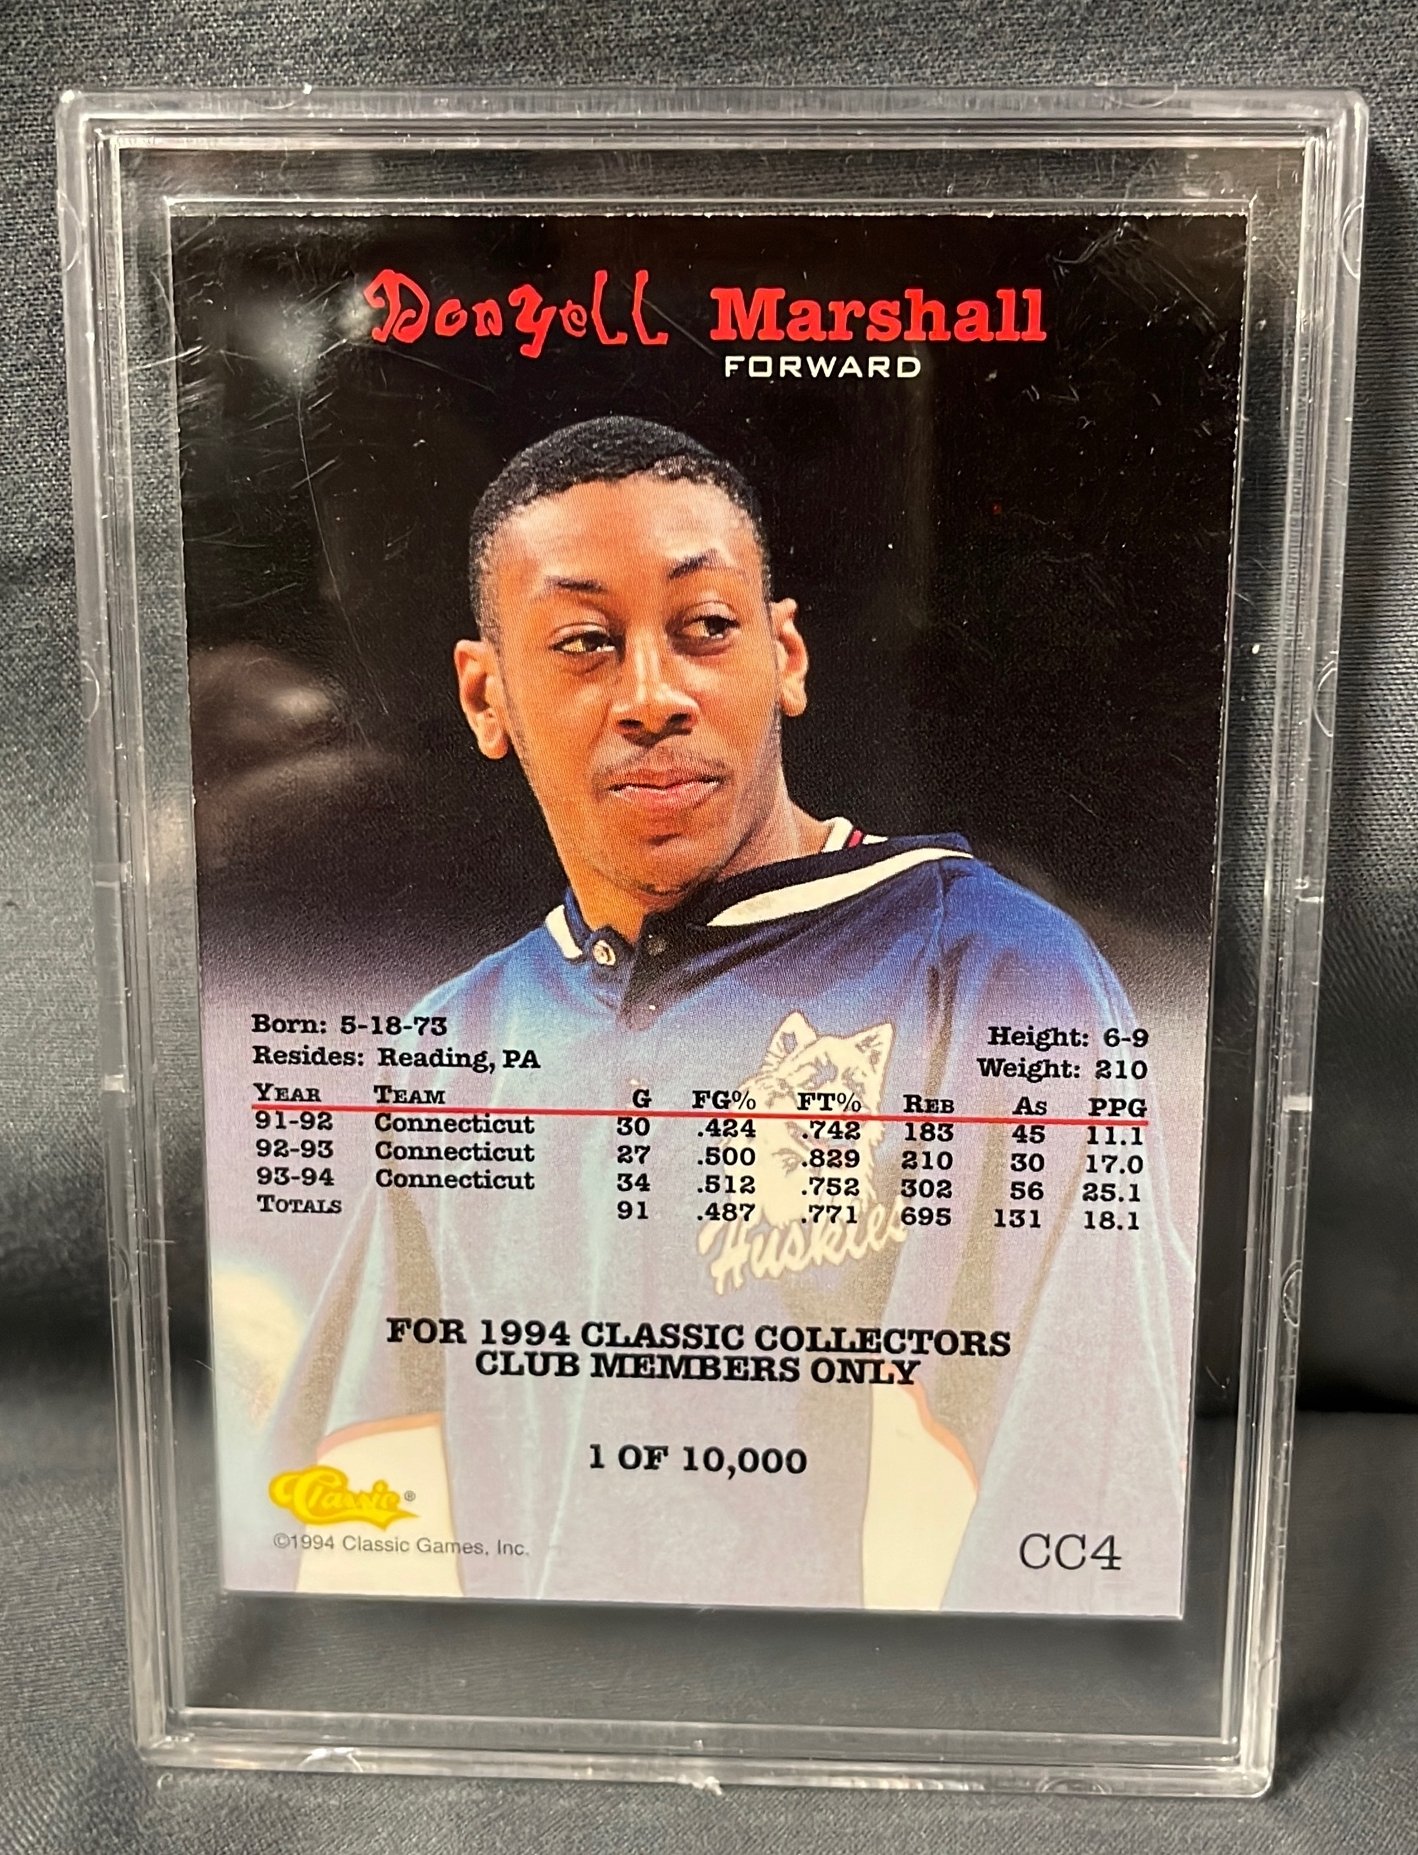 Donyell Marshall
FORWARD
Born: 5-18-73
Height: 6-9
Resides: Reading, PA
Weight: 210
YEAR TEAM G FG% FT% REB AS PPG
91-92 Connecticut 30 .424 .742 183 45 11.1
92-93 Connecticut 27 .500 .829 210 30 17.0
93-94 Connecticut 34 .512 .752 302 56 25.1
TOTALS 91 .487 .771 695 131 18.1
Huskies
FOR 1994 CLASSIC COLLECTORS
CLUB MEMBERS ONLY
1 OF 10,000
Classic®
©1994 Classic Games, Inc.
CC4